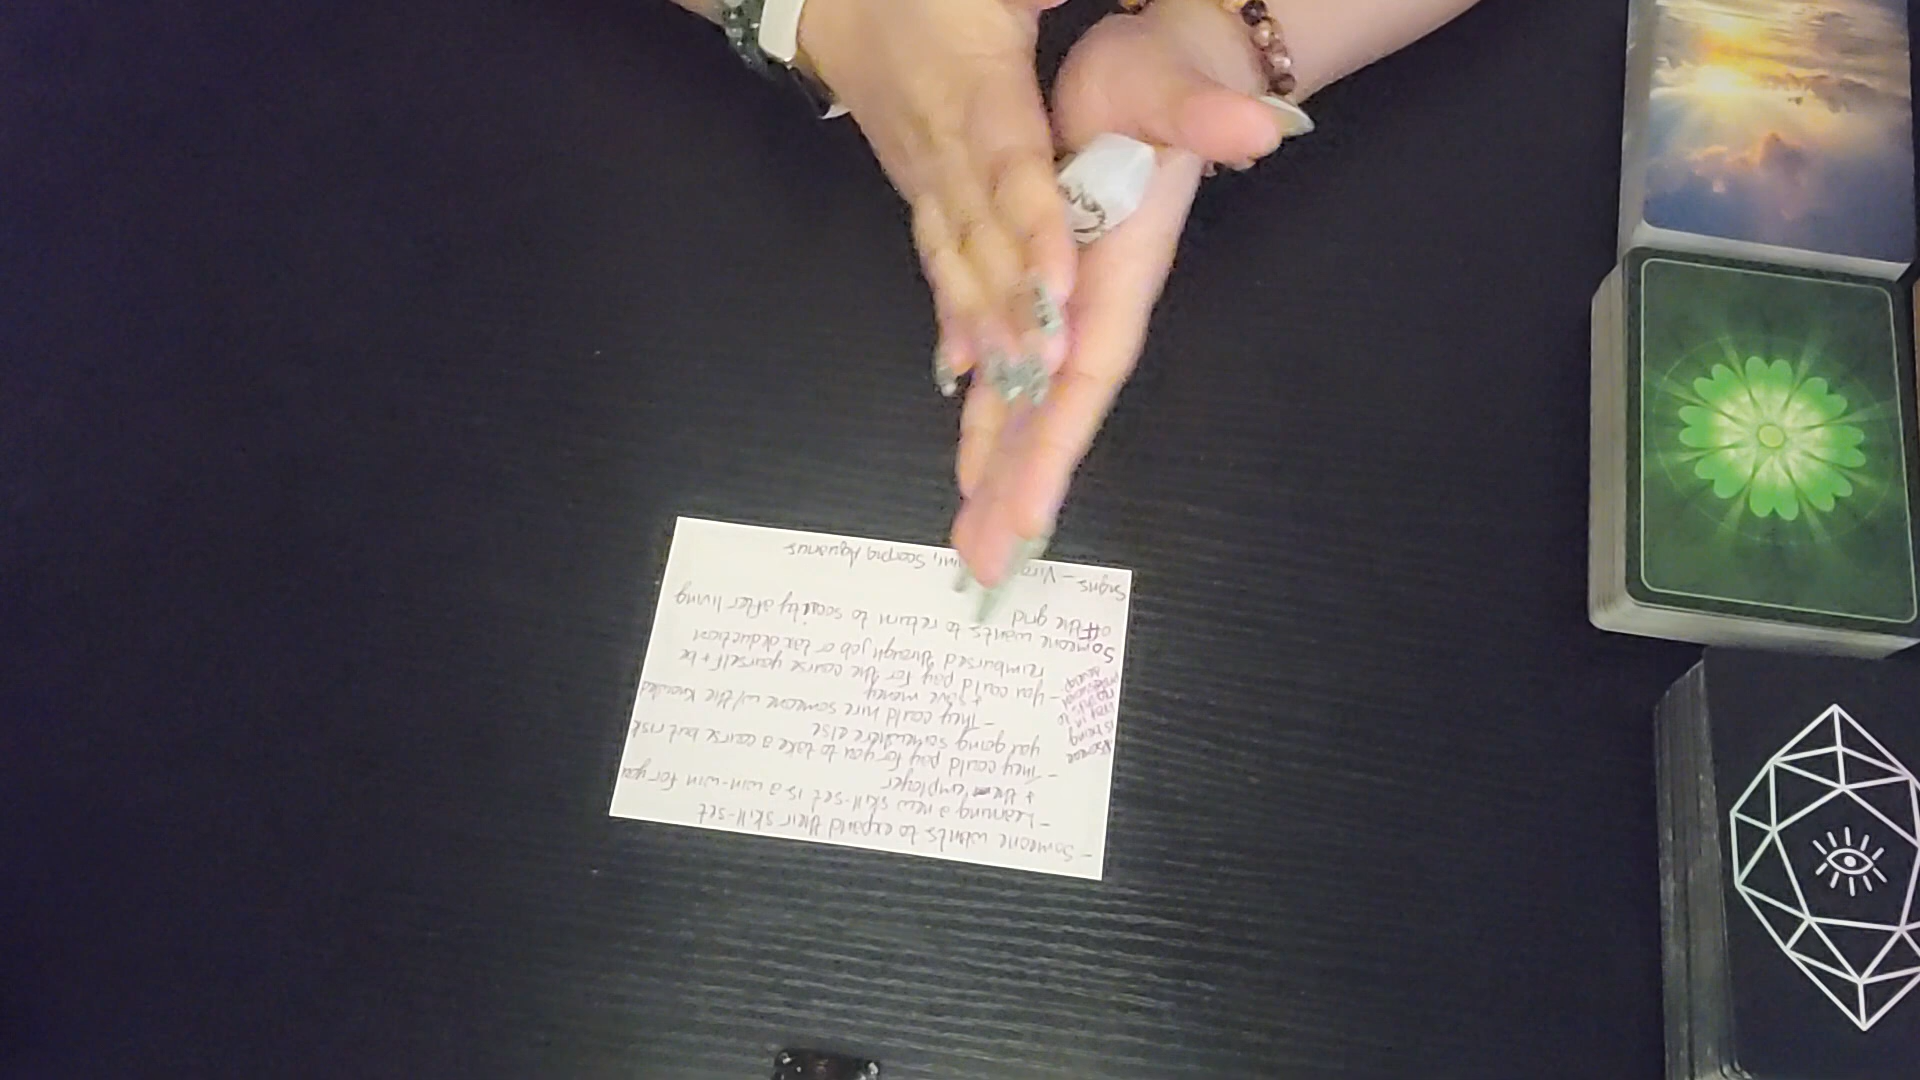 - Someone wants to expand their skill-set
- Learning a new skill-set is a win-win for you
+ the employer
- They could pay for you to take a course but risk
you going somewhere else
- They could hire someone w/ the knowled
+ save money
- you could pay for the course yourself + be
reimbursed through job or tax deduction
Someone wants to return to society after living
off the grid
Signs - Virg ini, Scorpio Aquarius
is being